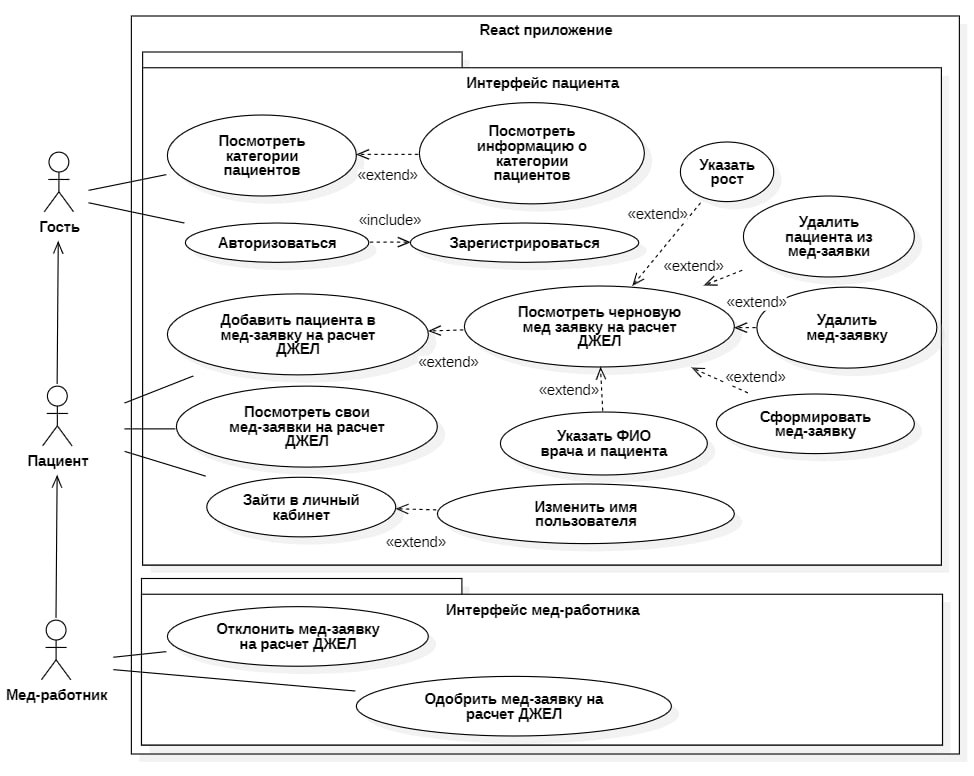 React приложение
Интерфейс пациента
Посмотреть
категории
пациентов
«extend»
Посмотреть
информацию о
категории
пациентов
Указать
рост
«extend»
Гость
Авторизоваться
«include»
Зарегистрироваться
Удалить
пациента из
мед-заявки
«extend»
Добавить пациента в
мед-заявку на расчет
ДЖЕЛ
«extend»
Посмотреть черновую
мед заявку на расчет
ДЖЕЛ
«extend»
Удалить
мед-заявку
Пациент
Посмотреть свои
мед-заявки на расчет
ДЖЕЛ
«extend»
Указать ФИО
врача и пациента
«extend»
Сформировать
мед-заявку
Зайти в личный
кабинет
«extend»
Изменить имя
пользователя
Интерфейс мед-работника
Отклонить мед-заявку
на расчет ДЖЕЛ
Мед-работник
Одобрить мед-заявку на
расчет ДЖЕЛ